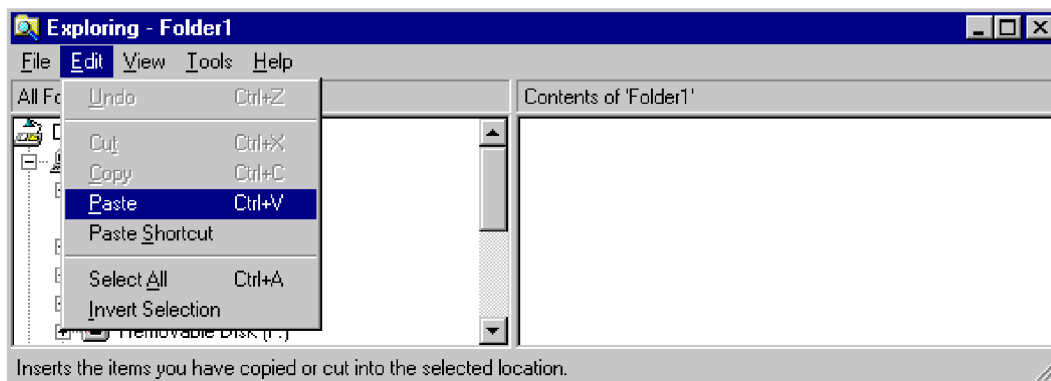 Exploring - Folder1
File Edit View Tools Help
All Fo
Contents of 'Folder1'
Undo Ctrl+Z
Cut Ctrl+X
Copy Ctrl+C
Paste Ctrl+V
Paste Shortcut
Select All Ctrl+A
Invert Selection
Removable Disk (F:)
Inserts the items you have copied or cut into the selected location.